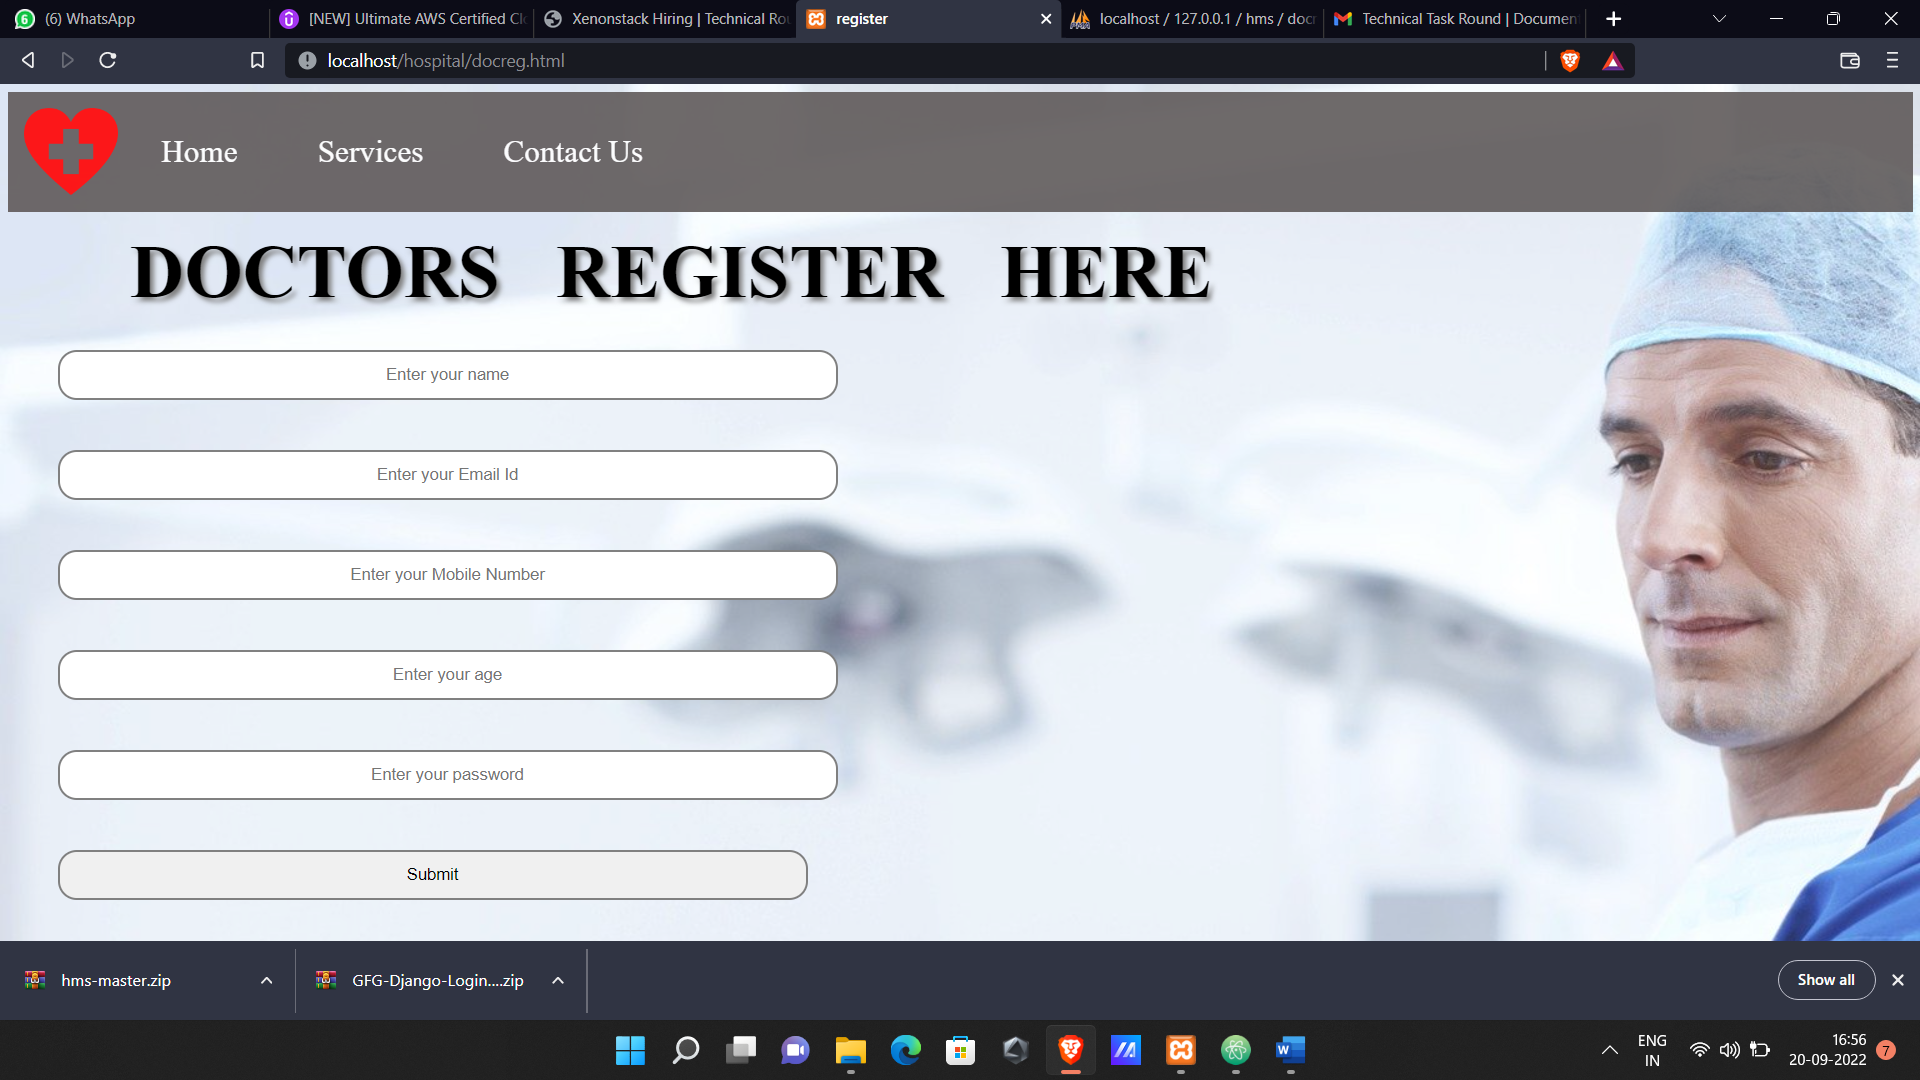 6 (6) WhatsApp
[NEW] Ultimate AWS Certified Cl
Xenonstack Hiring | Technical Rou
register
localhost / 127.0.0.1 / hms / docr
Technical Task Round | Documen
localhost/hospital/docreg.html
Home Services Contact Us
DOCTORS REGISTER HERE
Enter your name
Enter your Email Id
Enter your Mobile Number
Enter your age
Enter your password
Submit
hms-master.zip
GFG-Django-Login....zip
Show all
ENG
IN
16:56
20-09-2022
7